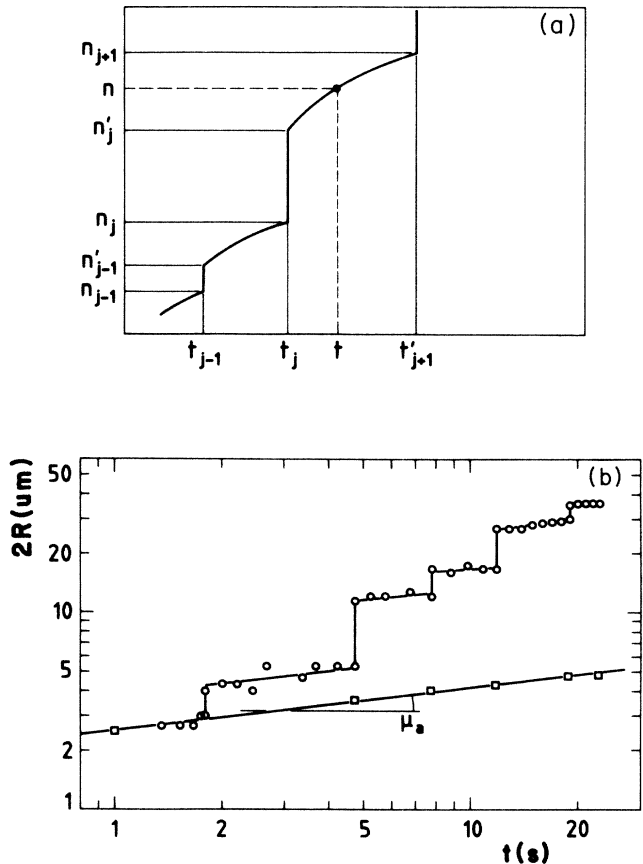 (a)
n_{j+1}
n
n'_j
n_j
n'_{j-1}
n_{j-1}
t_{j-1} t_j t t'_{j+1}
(b)
2R(um)
50
20
10
5
2
1
μ_a
1 2 5 10 20
t(s)